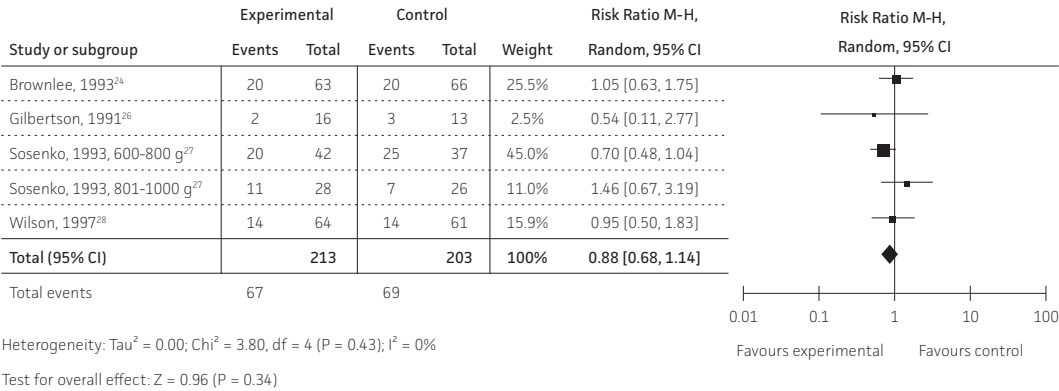 Experimental Control Risk Ratio M-H, Risk Ratio M-H,
Study or subgroup Events Total Events Total Weight Random, 95% CI Random, 95% CI
Brownlee, 1993²⁴ 20 63 20 66 25.5% 1.05 [0.63, 1.75]
Gilbertson, 1991²⁶ 2 16 3 13 2.5% 0.54 [0.11, 2.77]
Sosenko, 1993, 600-800 g²⁷ 20 42 25 37 45.0% 0.70 [0.48, 1.04]
Sosenko, 1993, 801-1000 g²⁷ 11 28 7 26 11.0% 1.46 [0.67, 3.19]
Wilson, 1997²⁸ 14 64 14 61 15.9% 0.95 [0.50, 1.83]
Total (95% CI) 213 203 100% 0.88 [0.68, 1.14]
Total events 67 69
0.01 0.1 1 10 100
Heterogeneity: Tau² = 0.00; Chi² = 3.80, df = 4 (P = 0.43); I² = 0%
Favours experimental Favours control
Test for overall effect: Z = 0.96 (P = 0.34)